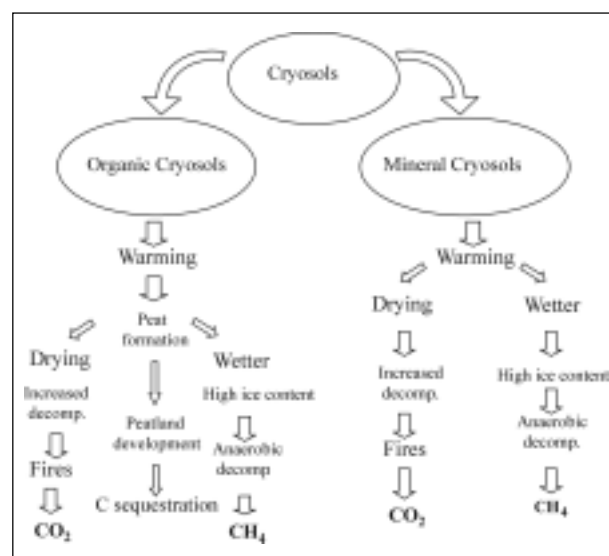 Cryosols
Organic Cryosols
Mineral Cryosols
Warming
Peat
formation
Drying
Wetter
Increased
decomp.
High ice content
Peatland
development
Anaerobic
decomp
Fires
C sequestration
CO₂
CH₄
Warming
Drying
Wetter
Increased
decomp.
High ice content
Anaerobic
decomp.
Fires
CO₂
CH₄